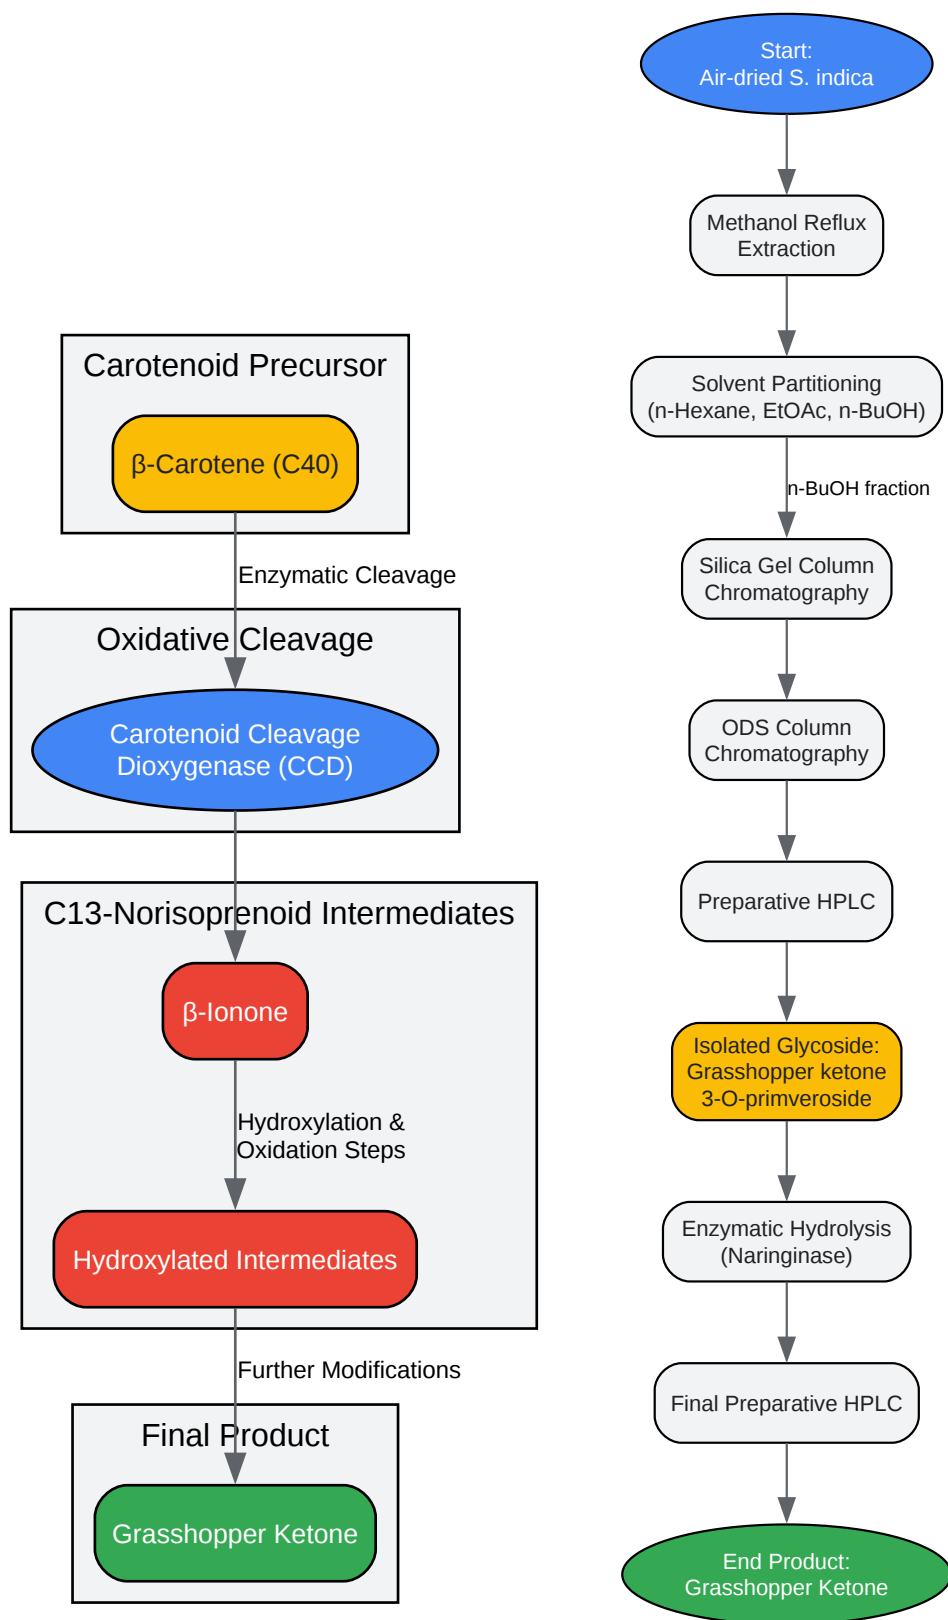 Carotenoid Precursor
β-Carotene (C40)
Enzymatic Cleavage
Oxidative Cleavage
Carotenoid Cleavage
Dioxygenase (CCD)
C13-Norisoprenoid Intermediates
β-Ionone
Hydroxylation &
Oxidation Steps
Hydroxylated Intermediates
Further Modifications
Final Product
Grasshopper Ketone
Start:
Air-dried S. indica
Methanol Reflux
Extraction
Solvent Partitioning
(n-Hexane, EtOAc, n-BuOH)
n-BuOH fraction
Silica Gel Column
Chromatography
ODS Column
Chromatography
Preparative HPLC
Isolated Glycoside:
Grasshopper ketone
3-O-primveroside
Enzymatic Hydrolysis
(Naringinase)
Final Preparative HPLC
End Product:
Grasshopper Ketone